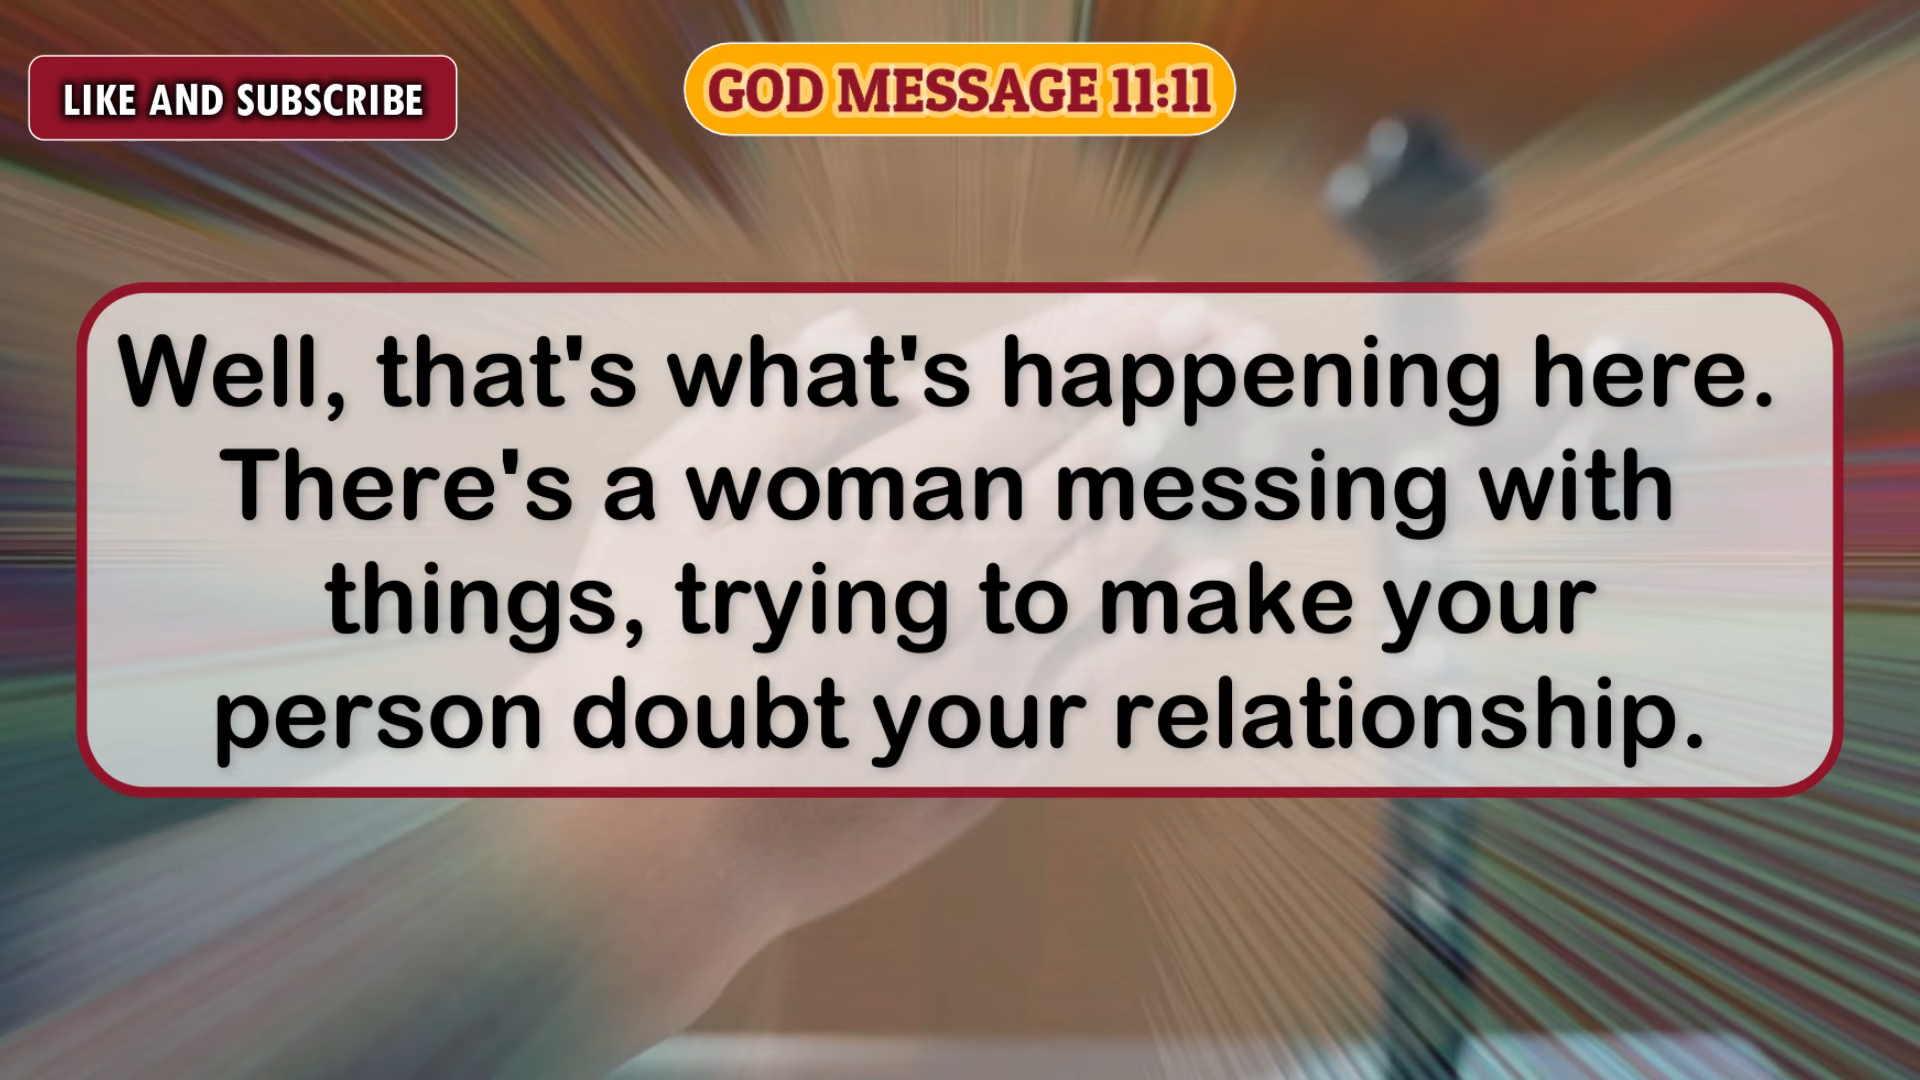 LIKE AND SUBSCRIBE
GOD MESSAGE 11:11
Well, that's what's happening here.
There's a woman messing with
things, trying to make your
person doubt your relationship.